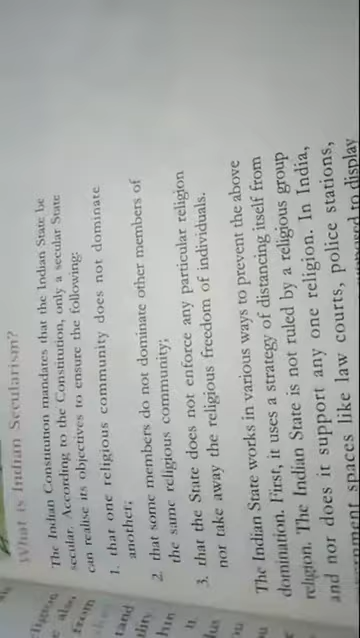 What is Indian Secularism?
The Indian Constitution mandates that the Indian State be
secular. According to the Constitution, only a secular State
can realise its objectives to ensure the following:
1. that one religious community does not dominate
another;
2. that some members do not dominate other members of
the same religious community;
3. that the State does not enforce any particular religion
nor take away the religious freedom of individuals.
The Indian State works in various ways to prevent the above
domination. First, it uses a strategy of distancing itself from
religion. The Indian State is not ruled by a religious group
and nor does it support any one religion. In India,
spaces like law courts, police stations,
to display